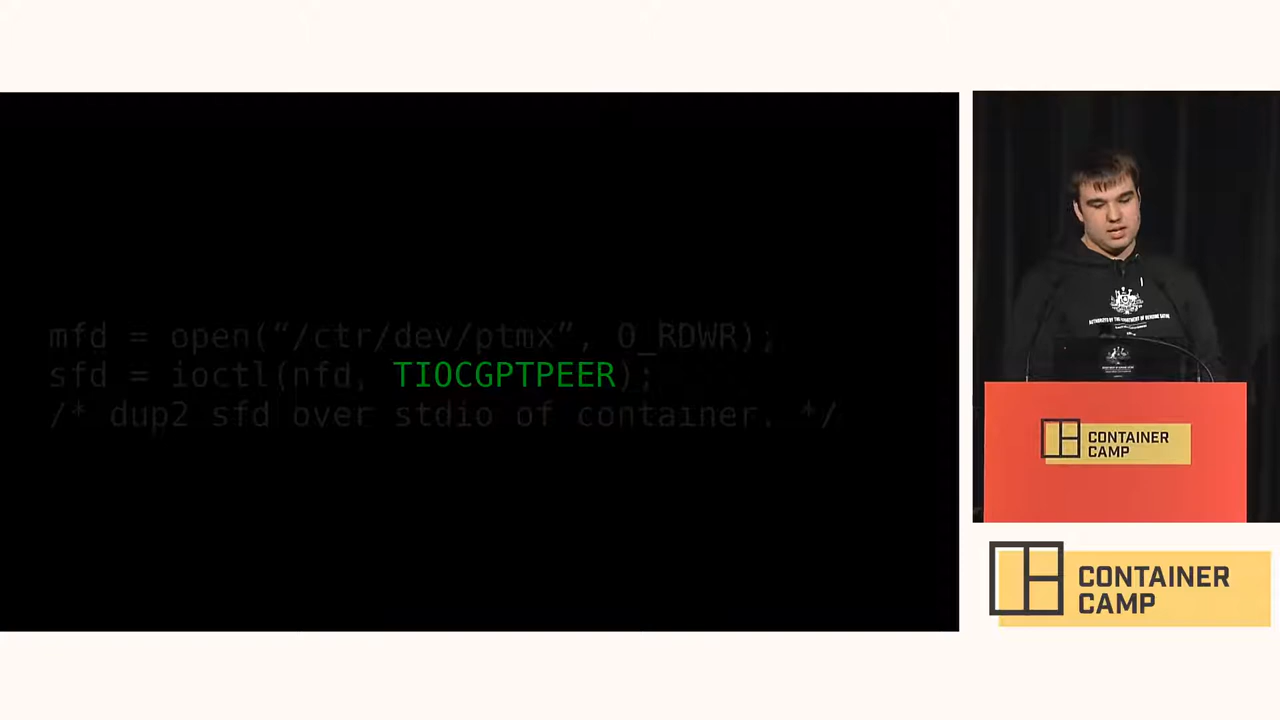 mfd = open(“/ctr/dev/ptmx”, O_RDWR);
sfd = ioctl(nfd, TIOCGPTPEER);
/* dup2 sfd over stdio of container. */
CONTAINER
CAMP
CONTAINER
CAMP